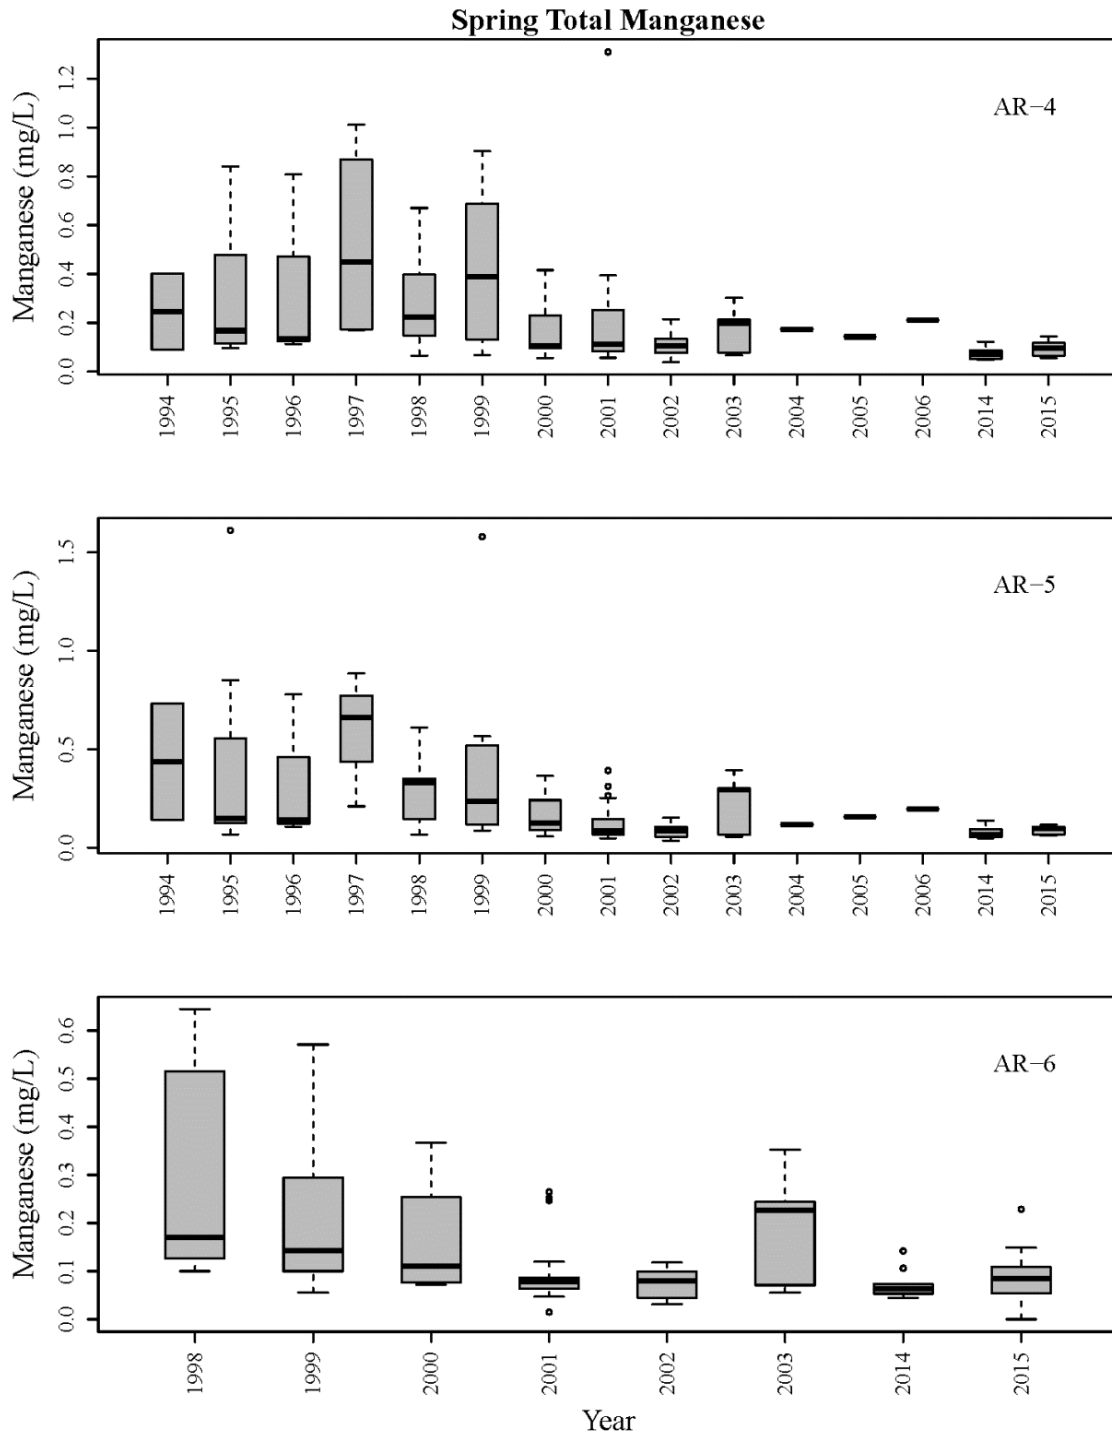 Spring Total Manganese
AR−4
Manganese (mg/L)
0.0 0.2 0.4 0.6 0.8 1.0 1.2
1994 1995 1996 1997 1998 1999 2000 2001 2002 2003 2004 2005 2006 2014 2015
AR−5
Manganese (mg/L)
0.0 0.5 1.0 1.5
1994 1995 1996 1997 1998 1999 2000 2001 2002 2003 2004 2005 2006 2014 2015
AR−6
Manganese (mg/L)
0.0 0.1 0.2 0.3 0.4 0.5 0.6
1998 1999 2000 2001 2002 2003 2014 2015
Year